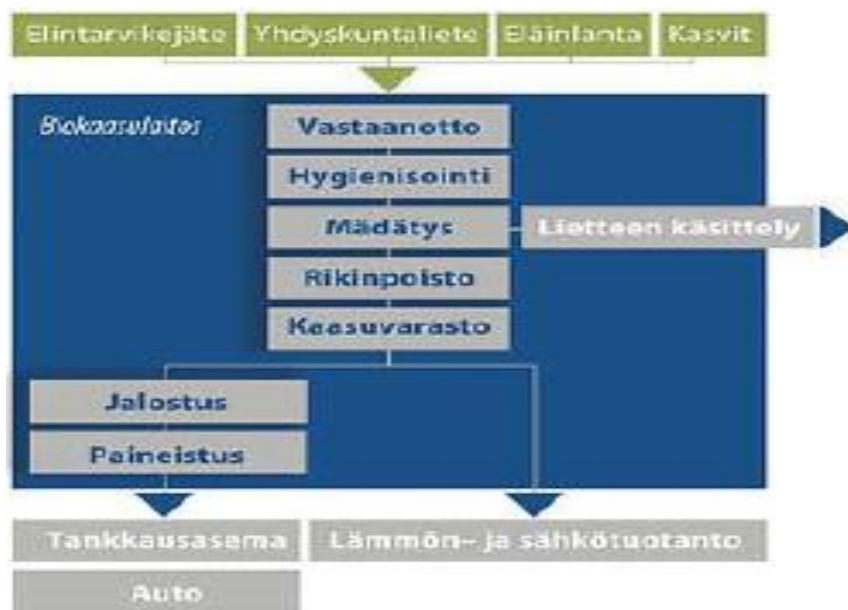 Elintarvikejäte Yhdyskuntaliete Eläinlanta Kasvit
Biokaasulaitos
Vastaanotto
Hygienisointi
Mädätys Lietteen käsittely
Rikinpoisto
Kaasuvarasto
Jalostus
Paineistus
Tankkausasema Lämmön- ja sähkötuotanto
Auto